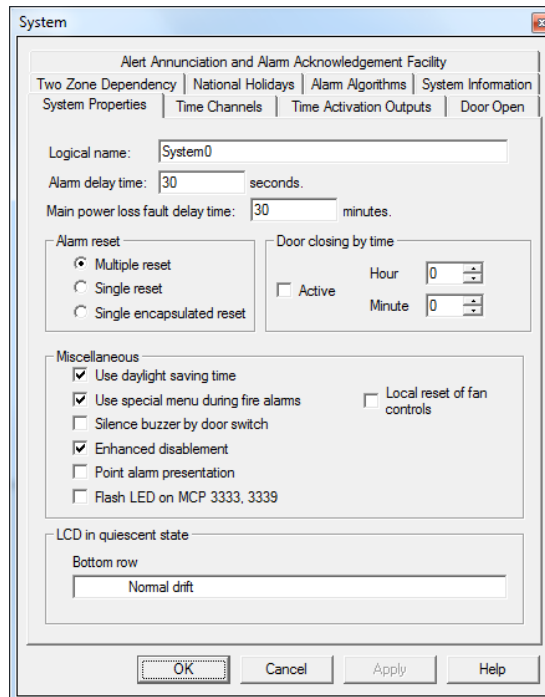 System
Alert Annunciation and Alarm Acknowledgement Facility
Two Zone Dependency National Holidays Alarm Algorithms System Information
System Properties Time Channels Time Activation Outputs Door Open
Logical name: System0
Alarm delay time: 30 seconds.
Main power loss fault delay time: 30 minutes.
Alarm reset
Multiple reset
Single reset
Single encapsulated reset
Door closing by time
Active
Hour 0
Minute 0
Miscellaneous
Use daylight saving time
Use special menu during fire alarms
Silence buzzer by door switch
Enhanced disablement
Point alarm presentation
Flash LED on MCP 3333, 3339
Local reset of fan
controls
LCD in quiescent state
Bottom row
Normal drift
OK Cancel Apply Help